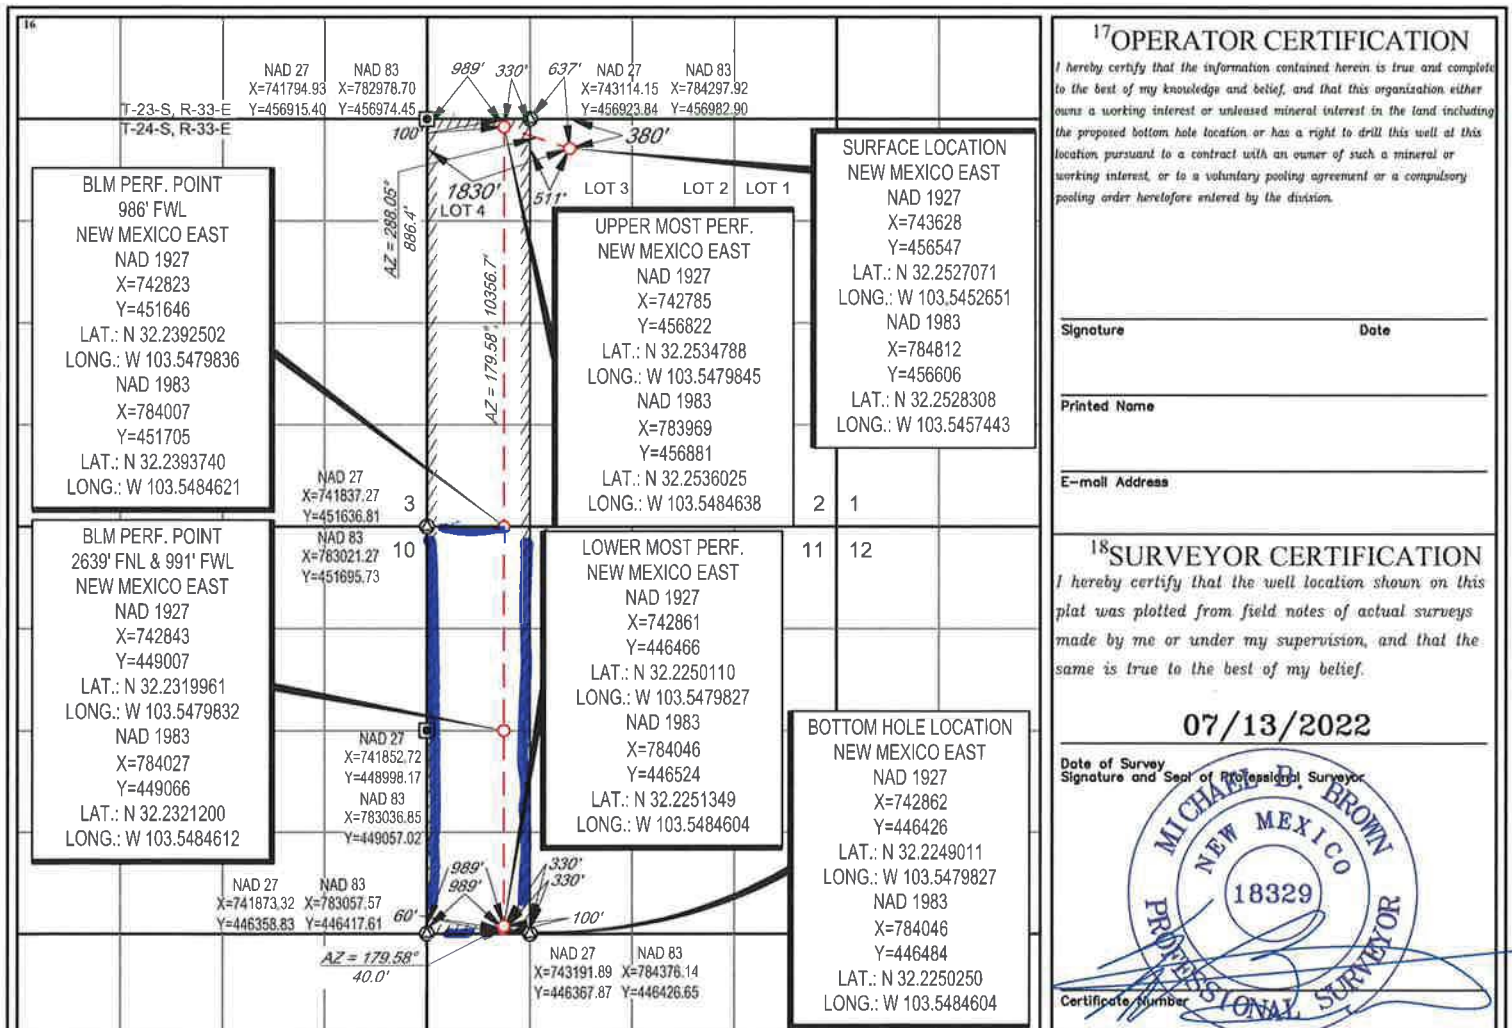 16
NAD 27
X=741794.93
Y=456915.40
NAD 83
X=782978.70
Y=456974.45
989'
330'
637'
NAD 27
X=743114.15
Y=456923.84
NAD 83
X=784297.92
Y=456982.90
T-23-S, R-33-E
T-24-S, R-33-E
100'
380'
1830'
511'
LOT 4
LOT 3
LOT 2
LOT 1
AZ = 288.05°
886.4'
AZ = 179.58°, 10356.7'
BLM PERF. POINT
986' FWL
NEW MEXICO EAST
NAD 1927
X=742823
Y=451646
LAT.: N 32.2392502
LONG.: W 103.5479836
NAD 1983
X=784007
Y=451705
LAT.: N 32.2393740
LONG.: W 103.5484621
UPPER MOST PERF.
NEW MEXICO EAST
NAD 1927
X=742785
Y=456822
LAT.: N 32.2534788
LONG.: W 103.5479845
NAD 1983
X=783969
Y=456881
LAT.: N 32.2536025
LONG.: W 103.5484638
SURFACE LOCATION
NEW MEXICO EAST
NAD 1927
X=743628
Y=456547
LAT.: N 32.2527071
LONG.: W 103.5452651
NAD 1983
X=784812
Y=456606
LAT.: N 32.2528308
LONG.: W 103.5457443
NAD 27
X=741837.27
Y=451636.81
NAD 83
X=783021.27
Y=451695.73
3
2
1
10
11
12
BLM PERF. POINT
2639' FNL & 991' FWL
NEW MEXICO EAST
NAD 1927
X=742843
Y=449007
LAT.: N 32.2319961
LONG.: W 103.5479832
NAD 1983
X=784027
Y=449066
LAT.: N 32.2321200
LONG.: W 103.5484612
LOWER MOST PERF.
NEW MEXICO EAST
NAD 1927
X=742861
Y=446466
LAT.: N 32.2250110
LONG.: W 103.5479827
NAD 1983
X=784046
Y=446524
LAT.: N 32.2251349
LONG.: W 103.5484604
BOTTOM HOLE LOCATION
NEW MEXICO EAST
NAD 1927
X=742862
Y=446426
LAT.: N 32.2249011
LONG.: W 103.5479827
NAD 1983
X=784046
Y=446484
LAT.: N 32.2250250
LONG.: W 103.5484604
NAD 27
X=741852.72
Y=448998.17
NAD 83
X=783036.85
Y=449057.02
NAD 27
X=741873.32
Y=446358.83
NAD 83
X=783057.57
Y=446417.61
989'
989'
330'
330'
60'
100'
AZ = 179.58°
40.0'
NAD 27
X=743191.89
Y=446367.87
NAD 83
X=784376.14
Y=446426.65
17 OPERATOR CERTIFICATION
I hereby certify that the information contained herein is true and complete
to the best of my knowledge and belief, and that this organization either
owns a working interest or unleased mineral interest in the land including
the proposed bottom hole location or has a right to drill this well at this
location pursuant to a contract with an owner of such a mineral or
working interest, or to a voluntary pooling agreement or a compulsory
pooling order heretofore entered by the division.
Signature
Date
Printed Name
E-mail Address
18 SURVEYOR CERTIFICATION
I hereby certify that the well location shown on this
plat was plotted from field notes of actual surveys
made by me or under my supervision, and that the
same is true to the best of my belief.
07/13/2022
Date of Survey
Signature and Seal of Professional Surveyor
MICHAEL B. BROWN
NEW MEXICO
18329
PROFESSIONAL SURVEYOR
Certificate Number